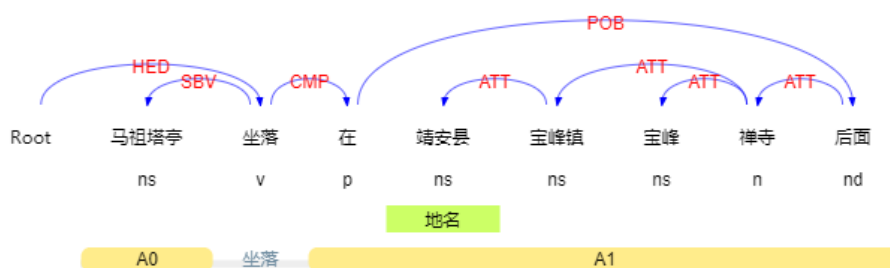 POB
HED SBV CMP ATT ATT ATT ATT
Root 马祖塔亭 坐落 在 靖安县 宝峰镇 宝峰 禅寺 后面
ns v p ns ns ns n nd
地名
A0 坐落 A1